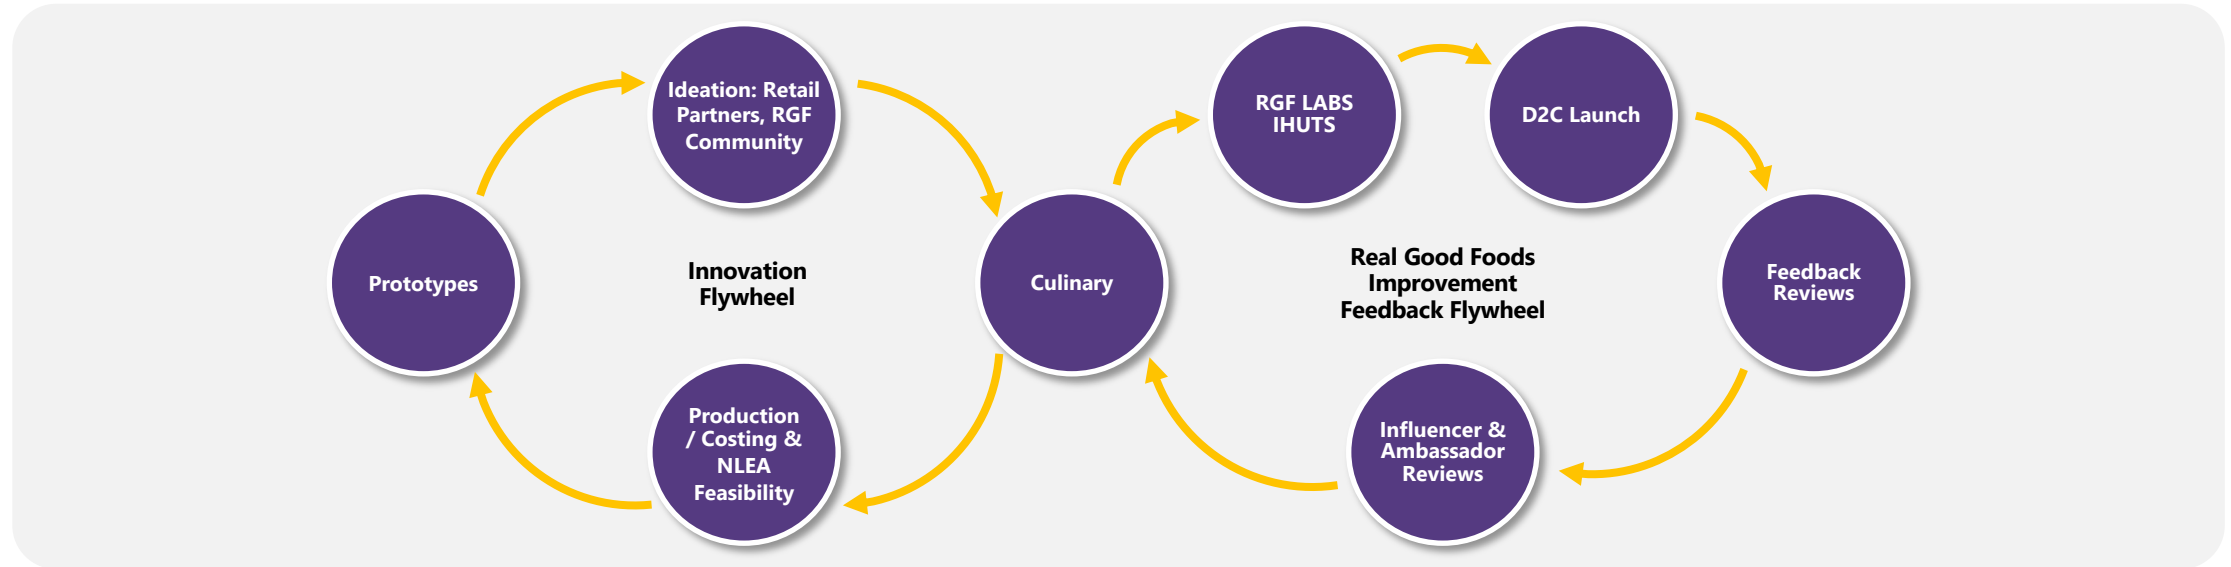 Ideation: Retail
Partners, RGF
Community
RGF LABS
IHUTS
D2C Launch
Prototypes
Innovation
Flywheel
Culinary
Real Good Foods
Improvement
Feedback Flywheel
Feedback
Reviews
Production
/ Costing &
NLEA
Feasibility
Influencer &
Ambassador
Reviews